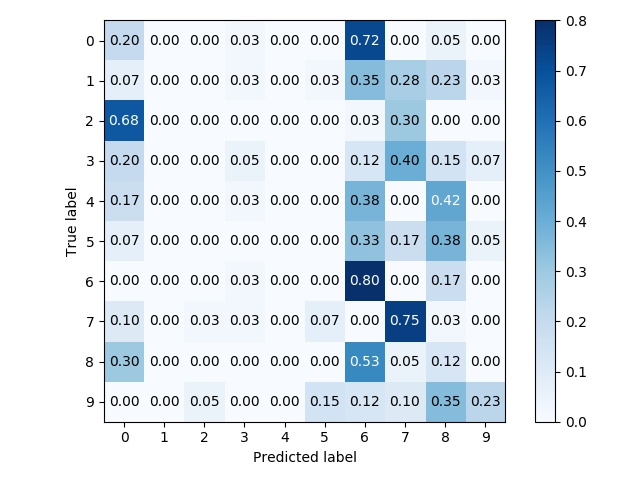 0 0.20 0.00 0.00 0.03 0.00 0.00 0.72 0.00 0.05 0.00
1 0.07 0.00 0.00 0.03 0.00 0.03 0.35 0.28 0.23 0.03
2 0.68 0.00 0.00 0.00 0.00 0.00 0.03 0.30 0.00 0.00
3 0.20 0.00 0.00 0.05 0.00 0.00 0.12 0.40 0.15 0.07
4 0.17 0.00 0.00 0.03 0.00 0.00 0.38 0.00 0.42 0.00
5 0.07 0.00 0.00 0.00 0.00 0.00 0.33 0.17 0.38 0.05
6 0.00 0.00 0.00 0.03 0.00 0.00 0.80 0.00 0.17 0.00
7 0.10 0.00 0.03 0.03 0.00 0.07 0.00 0.75 0.03 0.00
8 0.30 0.00 0.00 0.00 0.00 0.00 0.53 0.05 0.12 0.00
9 0.00 0.00 0.05 0.00 0.00 0.15 0.12 0.10 0.35 0.23
0 1 2 3 4 5 6 7 8 9
Predicted label
True label
0.8
0.7
0.6
0.5
0.4
0.3
0.2
0.1
0.0